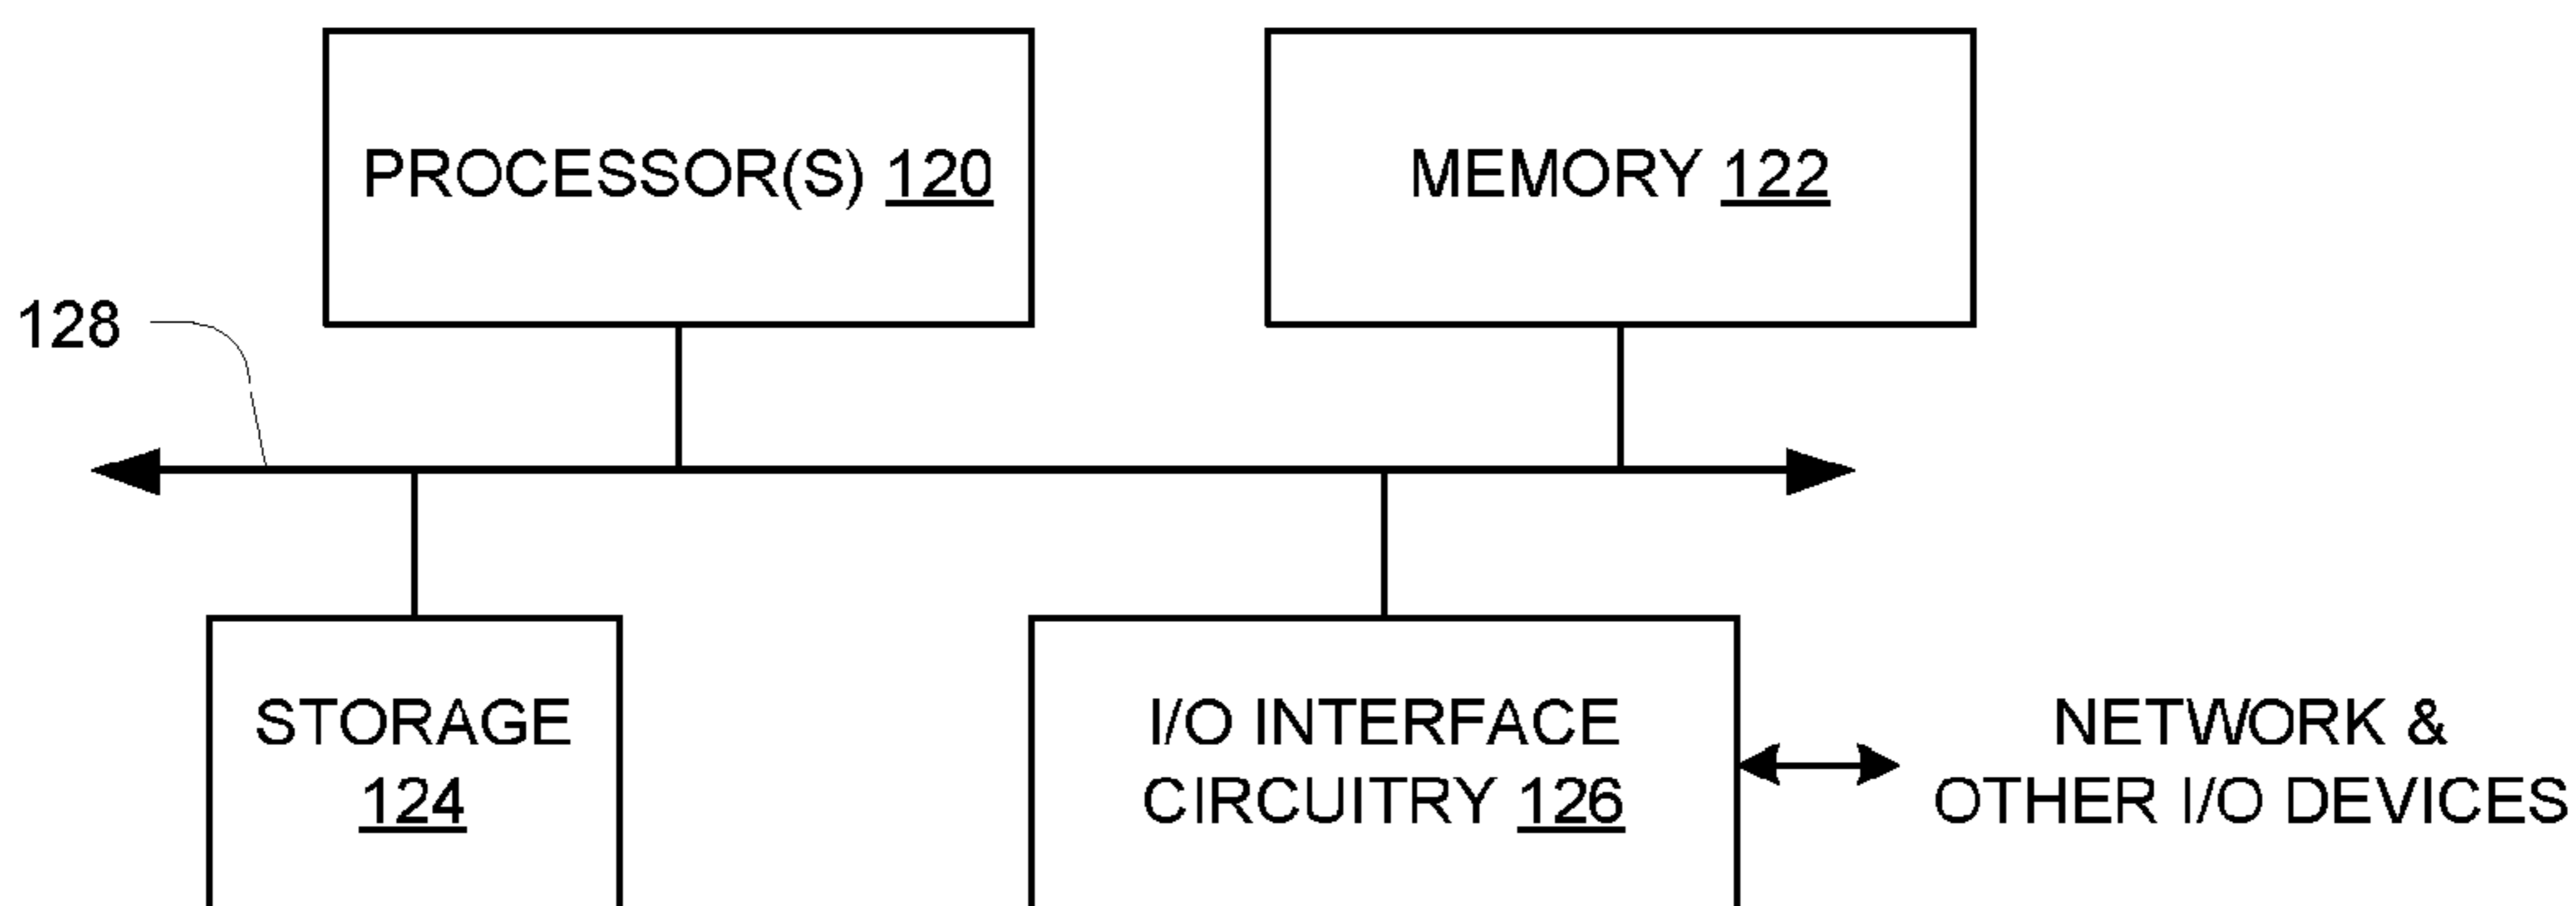 PROCESSOR(S) 120
MEMORY 122
128
STORAGE
124
I/O INTERFACE
CIRCUITRY 126
NETWORK &
OTHER I/O DEVICES